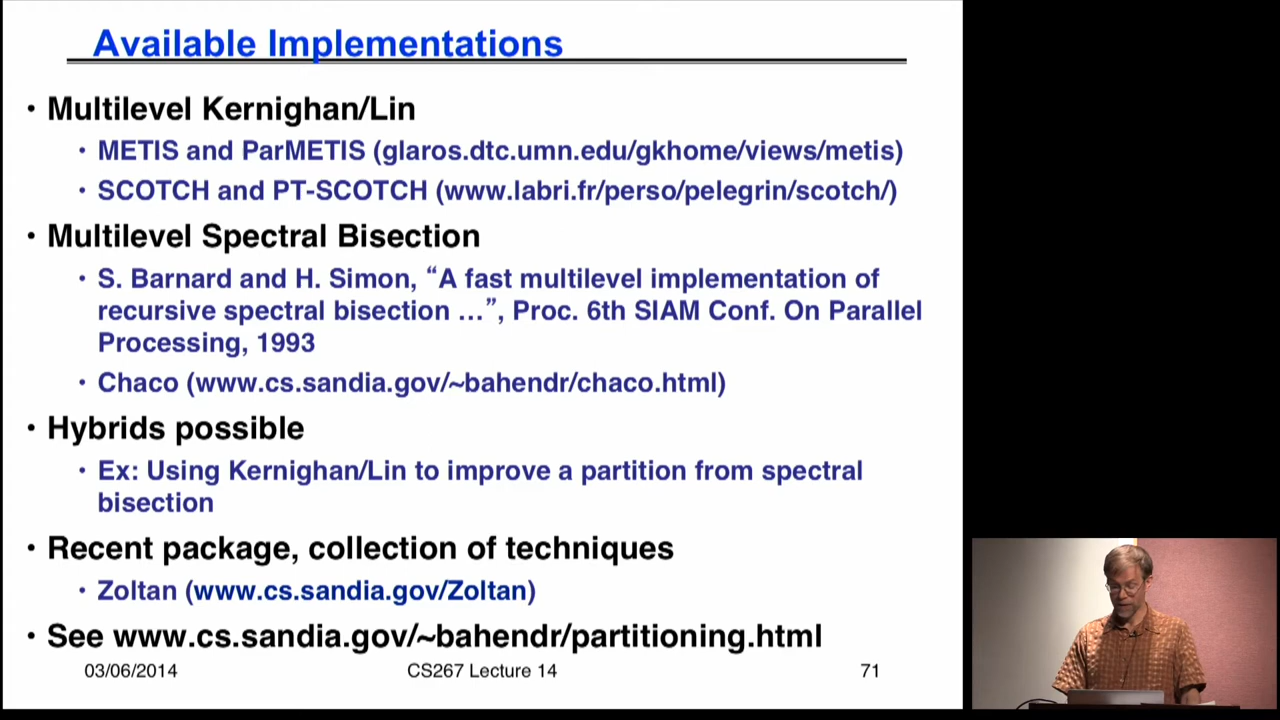 Available Implementations
• Multilevel Kernighan/Lin
• METIS and ParMETIS (glaros.dtc.umn.edu/gkhome/views/metis)
• SCOTCH and PT-SCOTCH (www.labri.fr/perso/pelegrin/scotch/)
• Multilevel Spectral Bisection
• S. Barnard and H. Simon, “A fast multilevel implementation of
recursive spectral bisection …”, Proc. 6th SIAM Conf. On Parallel
Processing, 1993
• Chaco (www.cs.sandia.gov/~bahendr/chaco.html)
• Hybrids possible
• Ex: Using Kernighan/Lin to improve a partition from spectral
bisection
• Recent package, collection of techniques
• Zoltan (www.cs.sandia.gov/Zoltan)
• See www.cs.sandia.gov/~bahendr/partitioning.html
03/06/2014 CS267 Lecture 14 71